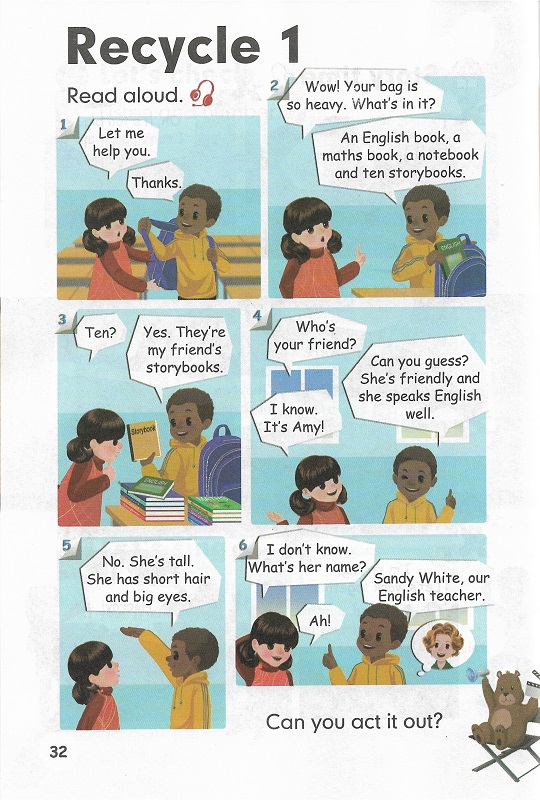 Recycle 1
Read aloud.
1
Let me
help you.
Thanks.
2
Wow! Your bag is
so heavy. What's in it?
An English book, a
maths book, a notebook
and ten storybooks.
ENGLISH
3
Ten?
Yes. They're
my friend's
storybooks.
Storybook
ENGLISH
4
Who's
your friend?
Can you guess?
She's friendly and
she speaks English
well.
I know.
It's Amy!
5
No. She's tall.
She has short hair
and big eyes.
6
I don't know.
What's her name?
Sandy White, our
English teacher.
Ah!
Can you act it out?
32